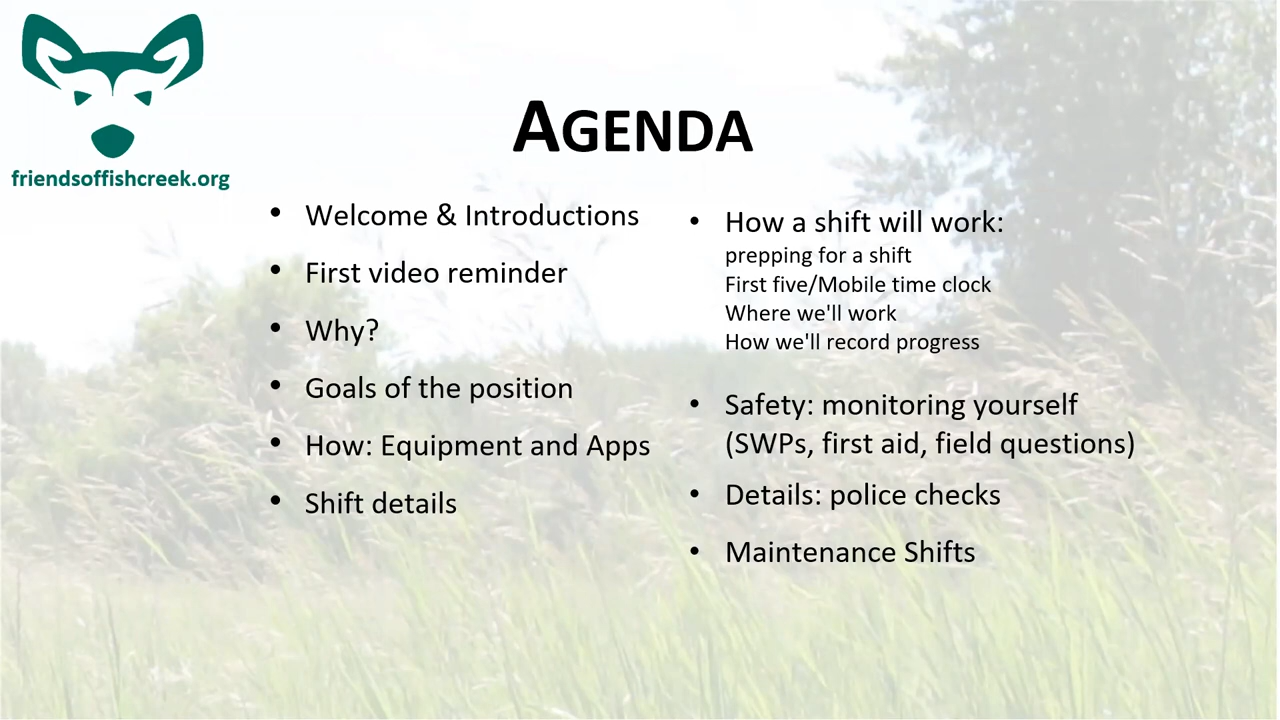 friendsoffishcreek.org
AGENDA
• Welcome & Introductions
• First video reminder
• Why?
• Goals of the position
• How: Equipment and Apps
• Shift details
• How a shift will work:
prepping for a shift
First five/Mobile time clock
Where we'll work
How we'll record progress
• Safety: monitoring yourself
(SWPs, first aid, field questions)
• Details: police checks
• Maintenance Shifts